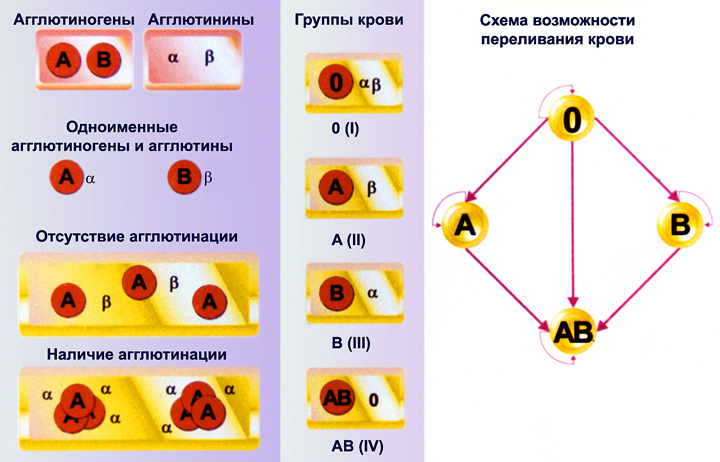 Агглютиногены
Агглютинины
A B
α β
Одноименные
агглютиногены и агглютины
A α
B β
Отсутствие агглютинации
A β A β A
Наличие агглютинации
α A A α α
α A A A α α
Группы крови
0 αβ
0 (I)
A β
A (II)
B α
B (III)
AB 0
AB (IV)
Схема возможности
переливания крови
0
A B
AB